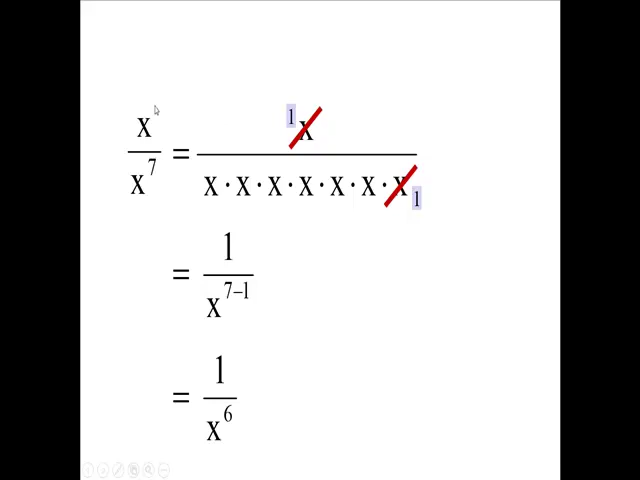 x/x⁷ = ¹x/(x · x · x · x · x · x · x₁)
= 1/x⁷⁻¹
= 1/x⁶